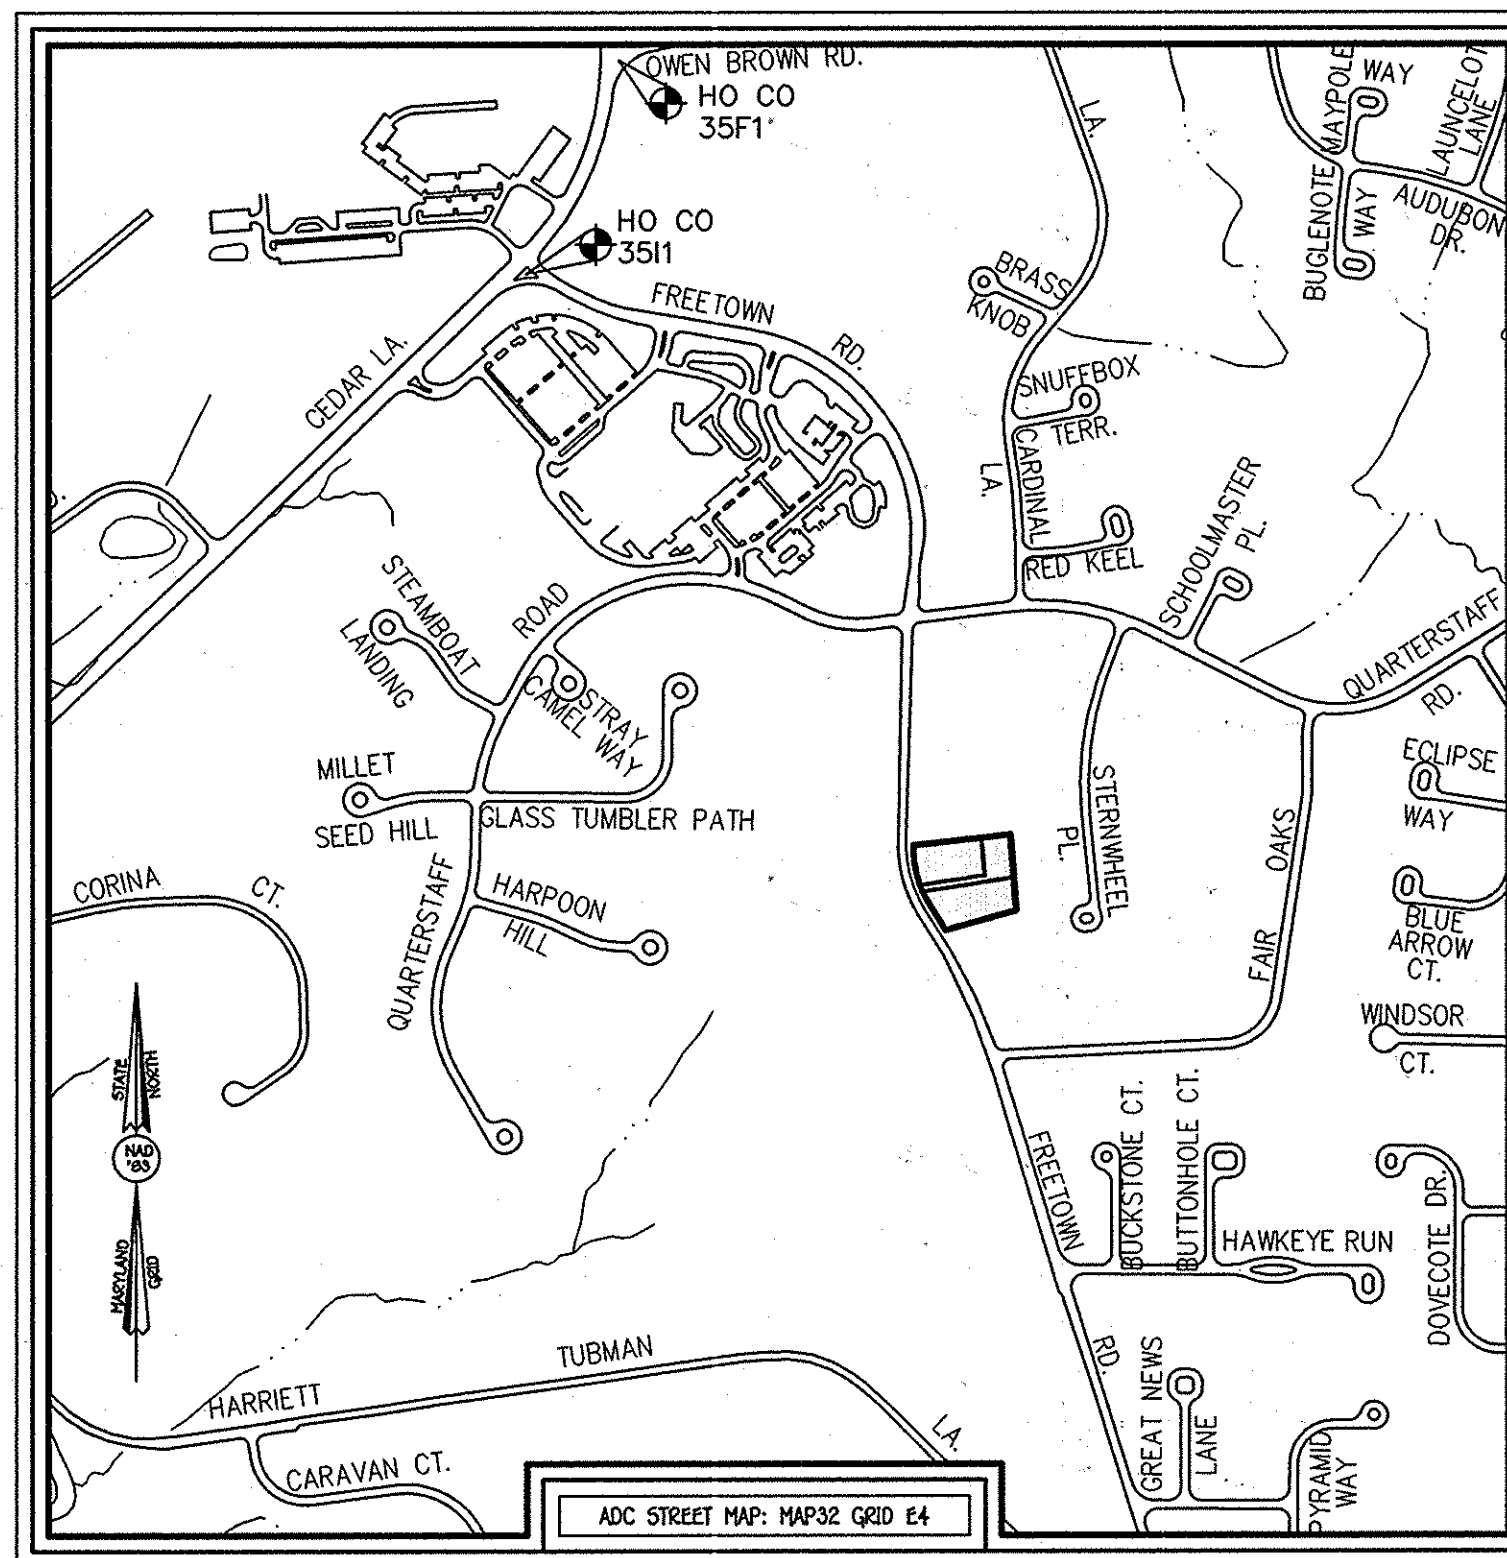 OWEN BROWN RD.
HO CO
35F1
HO CO
35I1
LA.
MAYPOLE
WAY
LAUNCELOT
LANE
BUGLENOTE
WAY
AUDUBON
DR.
BRASS
KNOB
FREETOWN
RD.
CEDAR LA.
SNUFFBOX
TERR.
CARDINAL
LA.
RED KEEL
SCHOOLMASTER
PL.
QUARTERSTAFF
RD.
STEAMBOAT
LANDING
ROAD
STRAY
CAMEL WAY
MILLET
SEED HILL
GLASS TUMBLER PATH
STERNWHEEL
PL.
ECLIPSE
WAY
OAKS
FAIR
BLUE
ARROW
CT.
CORINA
CT.
QUARTERSTAFF
HARPOON
HILL
WINDSOR
CT.
STATE
NORTH
NAD
'83
MARYLAND
GRID
FREETOWN
RD.
BUCKSTONE CT.
BUTTONHOLE CT.
HAWKEYE RUN
DOVECOTE DR.
GREAT NEWS
LANE
PYRAMID
WAY
HARRIETT
TUBMAN
LA.
CARAVAN CT.
ADC STREET MAP: MAP32 GRID E4